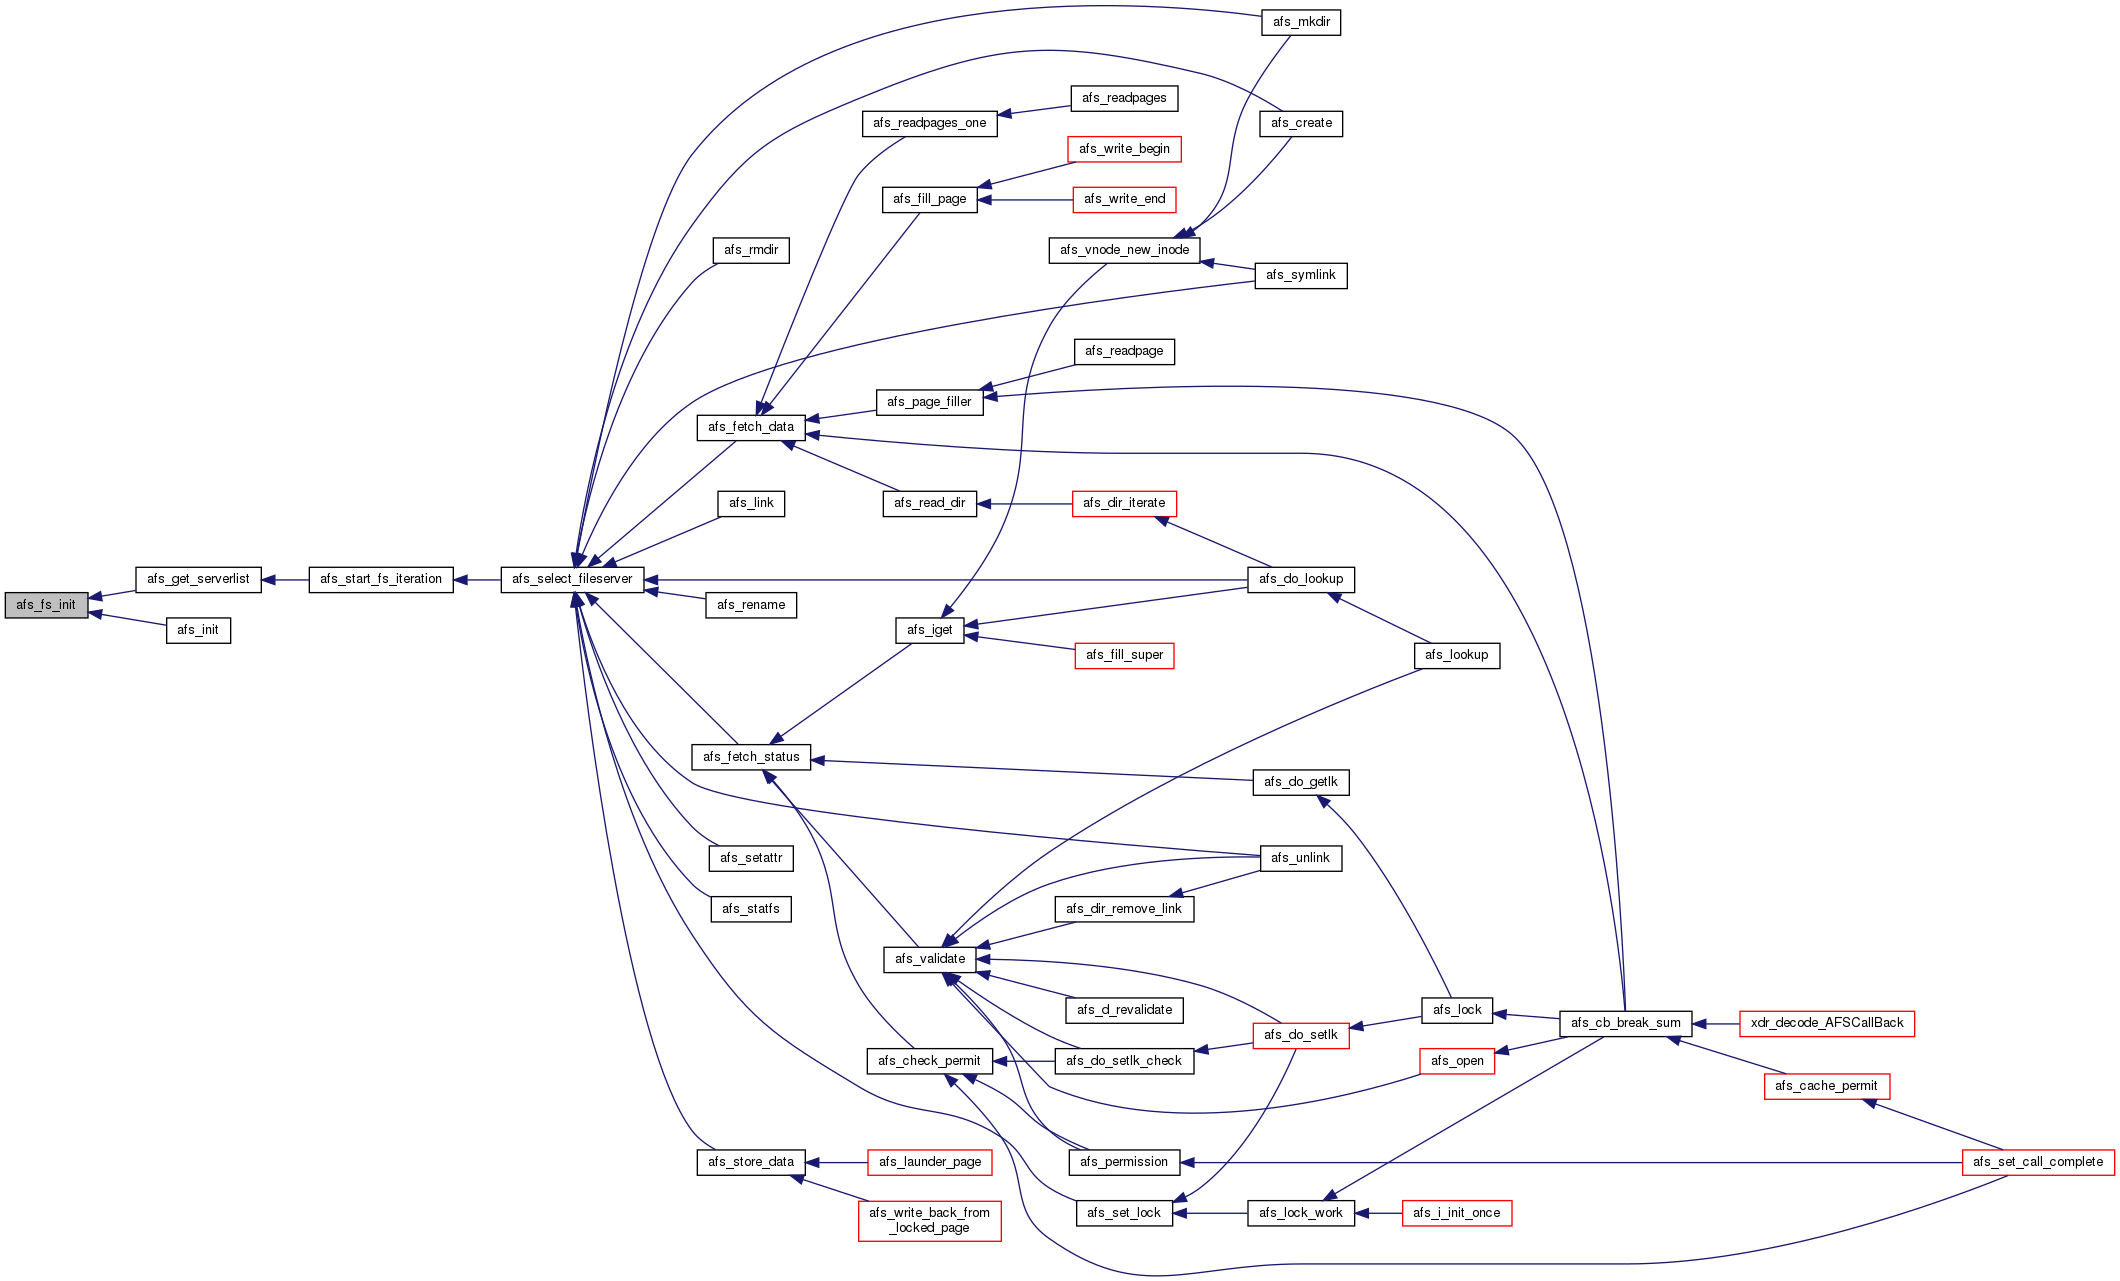 afs_mkdir
afs_readpages
afs_readpages_one
afs_create
afs_write_begin
afs_fill_page
afs_write_end
afs_rmdir
afs_vnode_new_inode
afs_symlink
afs_readpage
afs_page_filler
afs_fetch_data
afs_link
afs_read_dir
afs_dir_iterate
afs_get_serverlist
afs_start_fs_iteration
afs_select_fileserver
afs_do_lookup
afs_fs_init
afs_rename
afs_init
afs_iget
afs_fill_super
afs_lookup
afs_fetch_status
afs_do_getlk
afs_setattr
afs_unlink
afs_statfs
afs_dir_remove_link
afs_validate
afs_d_revalidate
afs_lock
afs_cb_break_sum
xdr_decode_AFSCallBack
afs_do_setlk
afs_check_permit
afs_do_setlk_check
afs_open
afs_cache_permit
afs_store_data
afs_launder_page
afs_permission
afs_set_call_complete
afs_write_back_from
_locked_page
afs_set_lock
afs_lock_work
afs_i_init_once